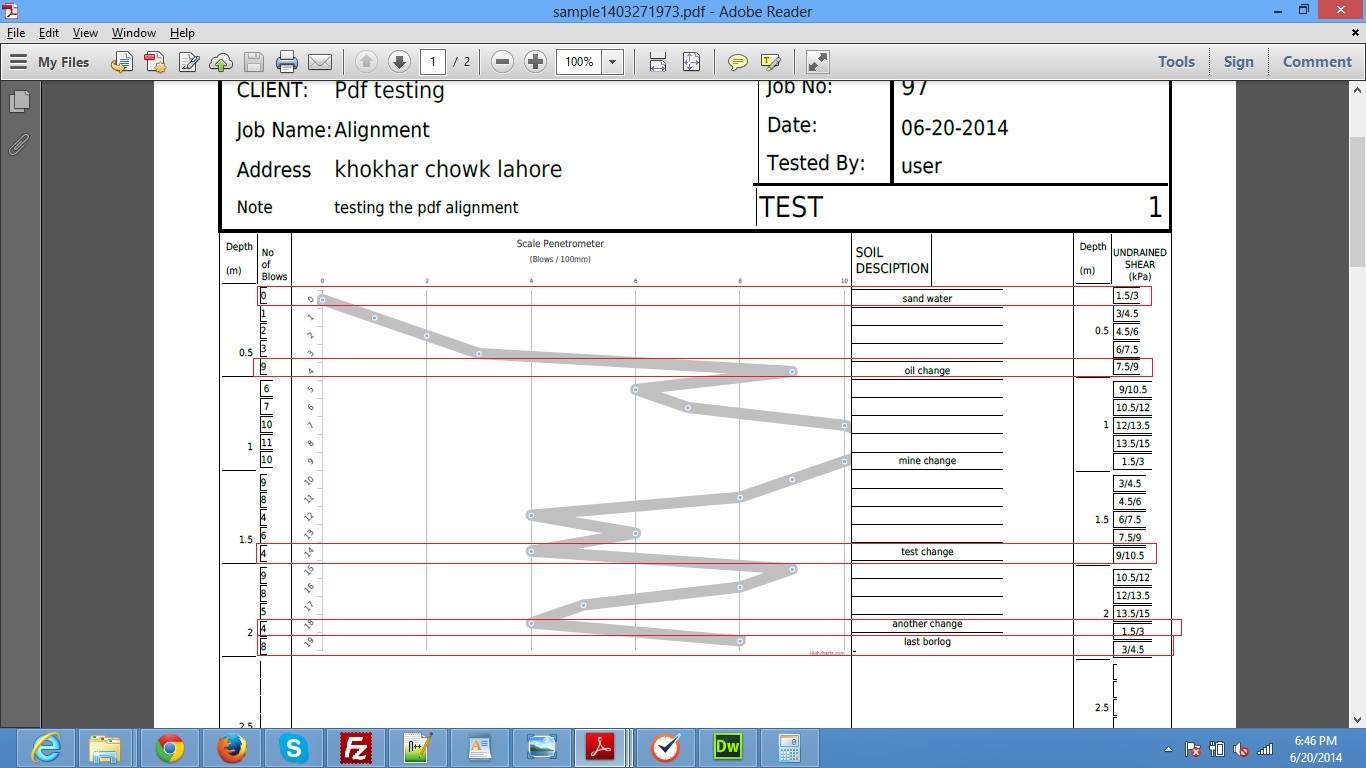 sample1403271973.pdf - Adobe Reader
File Edit View Window Help
My Files 1 / 2 100% Tools Sign Comment
CLIENT: Pdf testing Job No: 97
Job Name: Alignment Date: 06-20-2014
Address khokhar chowk lahore Tested By: user
Note testing the pdf alignment TEST 1
Depth (m) No of Blows Scale Penetrometer (Blows / 100mm) SOIL DESCIPTION Depth (m) UNDRAINED SHEAR (kPa)
0 2 4 6 8 10
0 0 sand water 1.5/3
1 1 3/4.5
2 2 0.5 4.5/6
0.5 3 3 6/7.5
9 4 oil change 7.5/9
6 5 9/10.5
7 6 10.5/12
10 7 1 12/13.5
1 11 8 13.5/15
10 9 mine change 1.5/3
9 10 3/4.5
8 11 4.5/6
4 12 1.5 6/7.5
1.5 6 13 7.5/9
4 14 test change 9/10.5
9 15 10.5/12
8 16 12/13.5
5 17 2 13.5/15
2 4 18 another change 1.5/3
8 19 last borlog 3/4.5
Highcharts.com
2.5
2.5
6:46 PM
6/20/2014